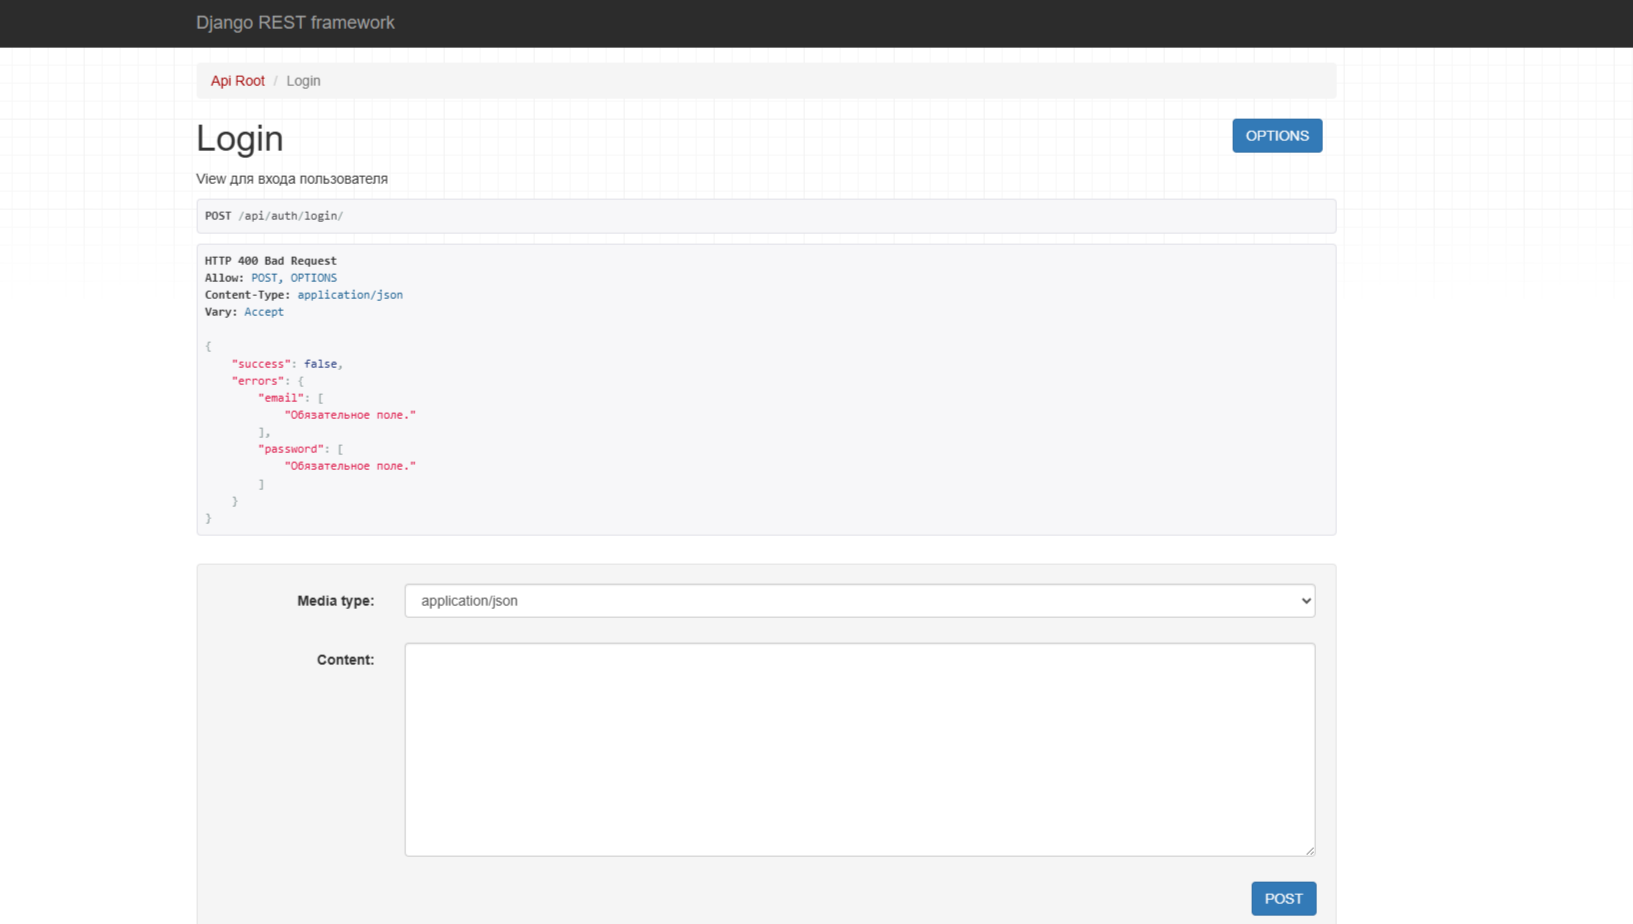 Django REST framework
Api Root / Login
Login
OPTIONS
View для входа пользователя
POST /api/auth/login/
HTTP 400 Bad Request
Allow: POST, OPTIONS
Content-Type: application/json
Vary: Accept
{
    "success": false,
    "errors": {
        "email": [
            "Обязательное поле."
        ],
        "password": [
            "Обязательное поле."
        ]
    }
}
Media type: application/json
Content:
POST